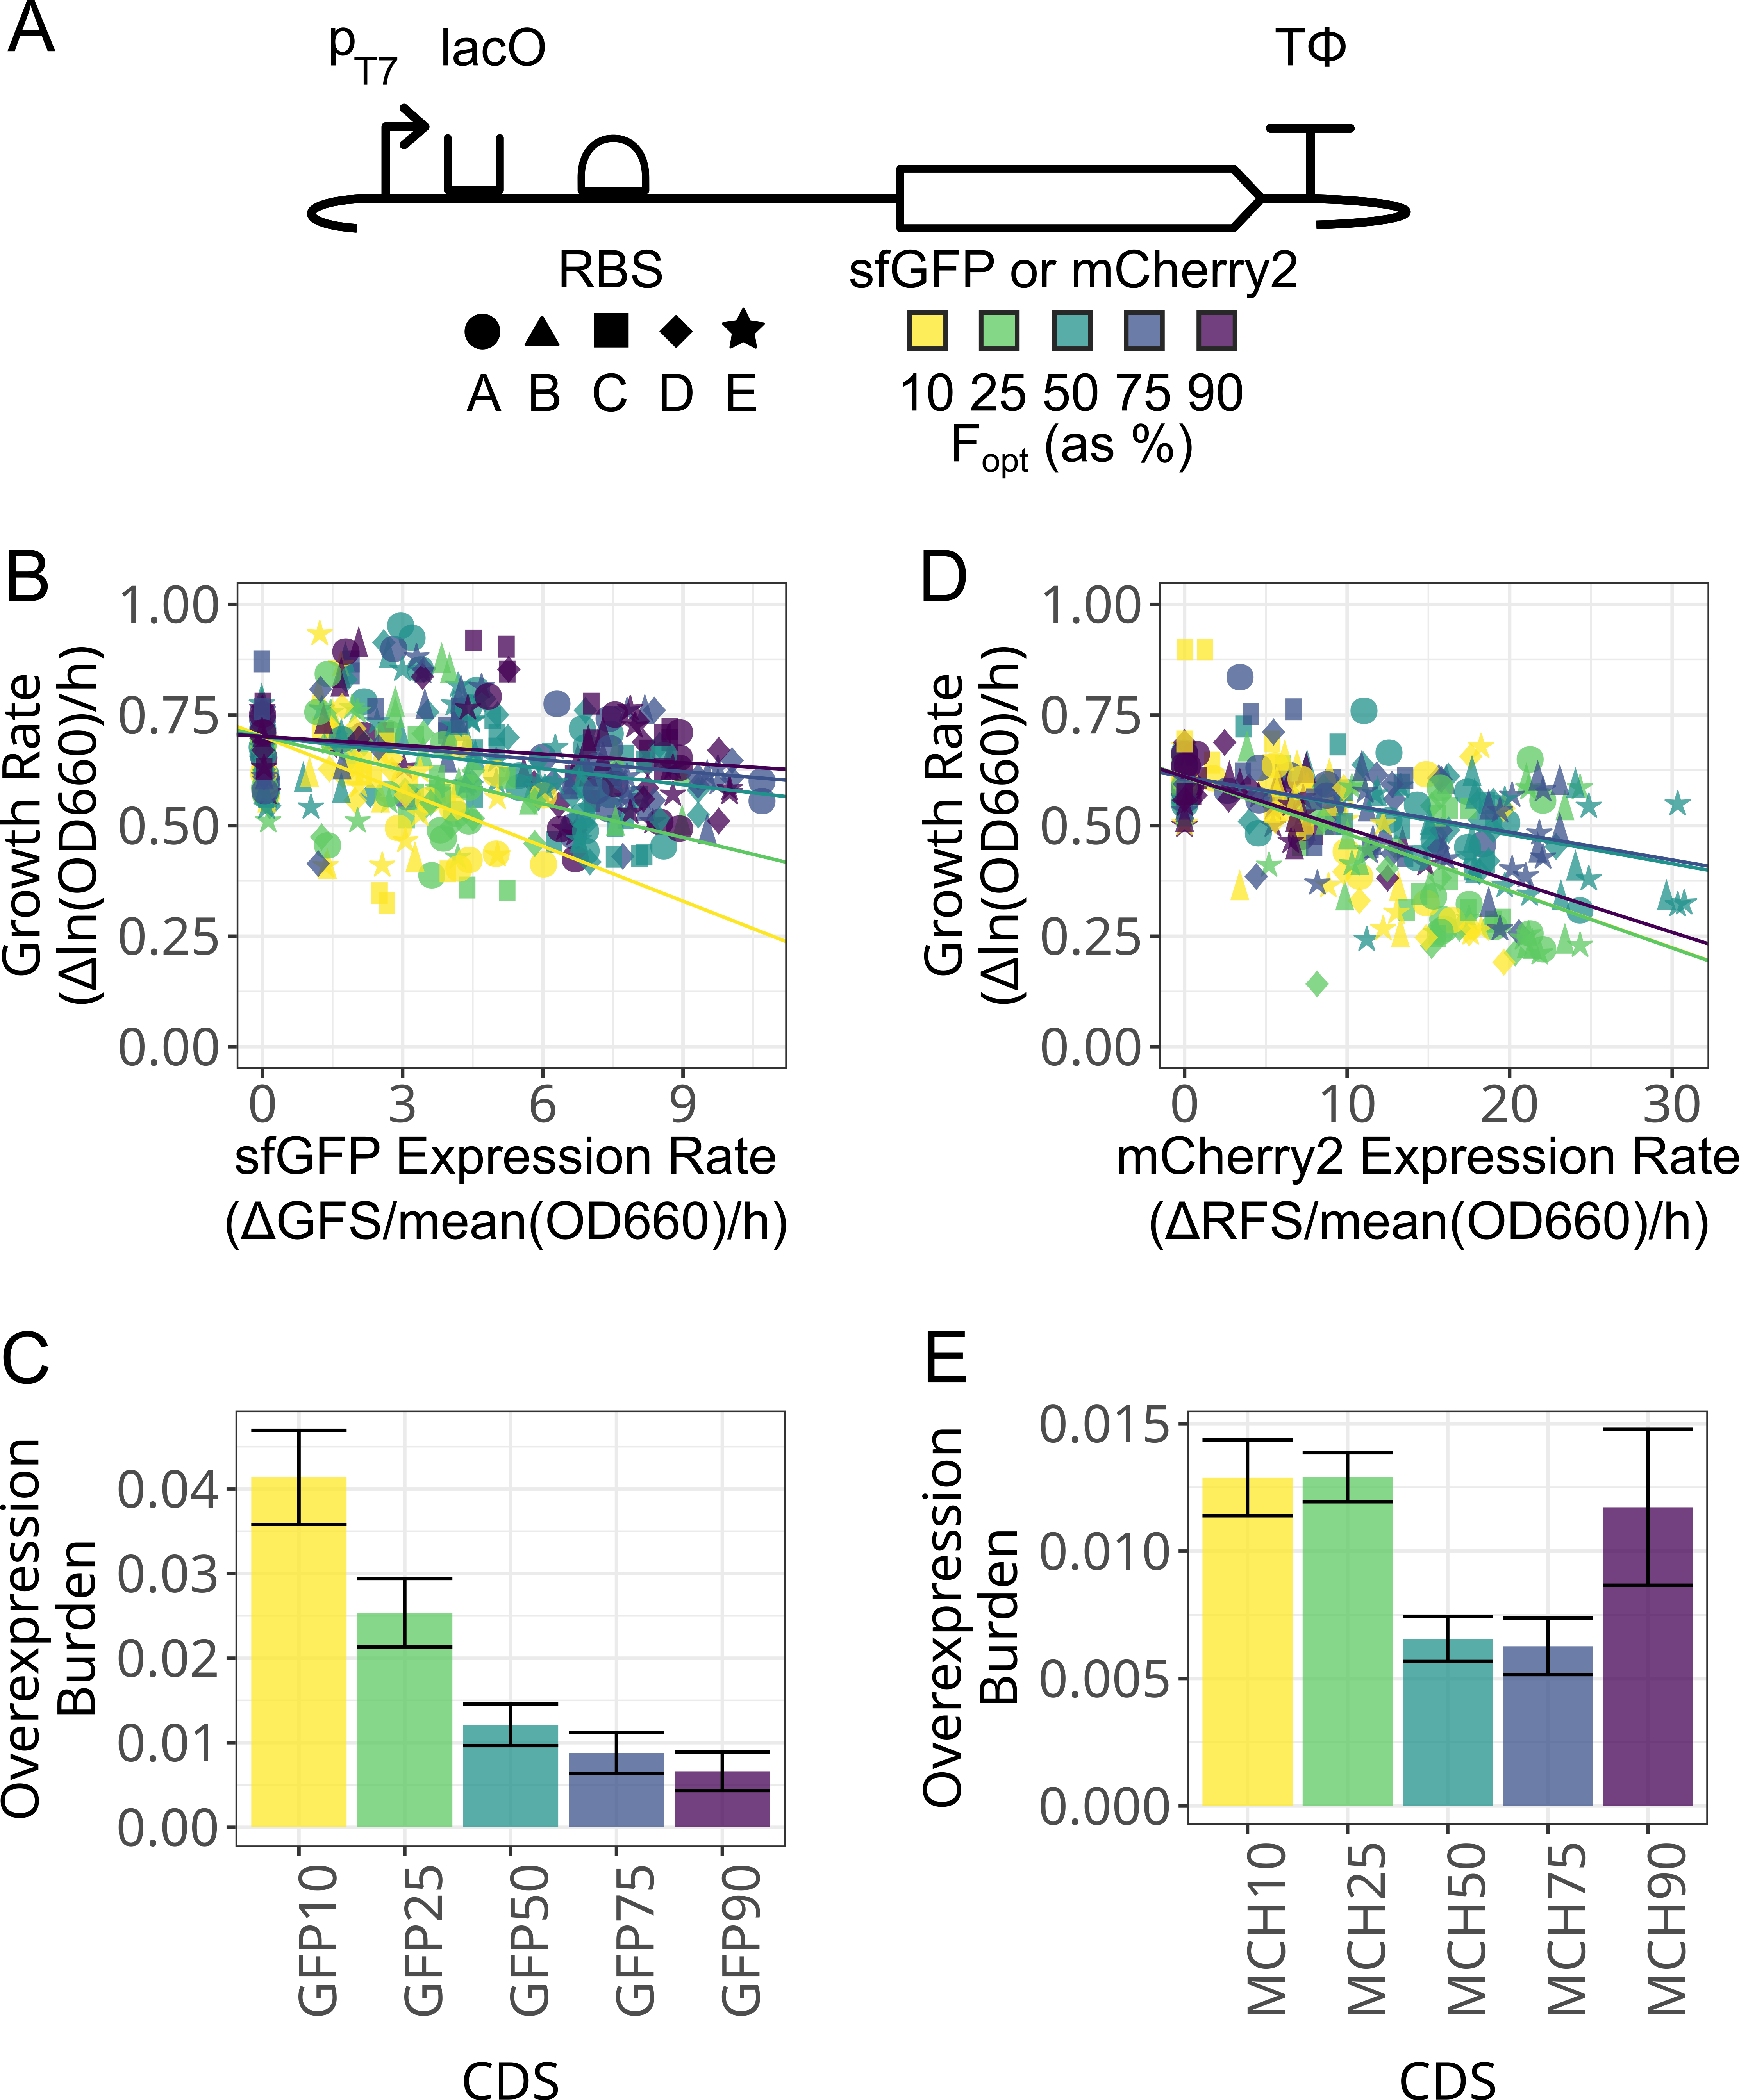 A
pT7 lacO TΦ
RBS sfGFP or mCherry2
A B C D E 10 25 50 75 90
Fopt (as %)
B
Growth Rate
(Δln(OD660)/h)
1.00
0.75
0.50
0.25
0.00
0 3 6 9
sfGFP Expression Rate
(ΔGFS/mean(OD660)/h)
D
Growth Rate
(Δln(OD660)/h)
1.00
0.75
0.50
0.25
0.00
0 10 20 30
mCherry2 Expression Rate
(ΔRFS/mean(OD660)/h)
C
Overexpression
Burden
0.04
0.03
0.02
0.01
0.00
GFP10
GFP25
GFP50
GFP75
GFP90
CDS
E
Overexpression
Burden
0.015
0.010
0.005
0.000
MCH10
MCH25
MCH50
MCH75
MCH90
CDS